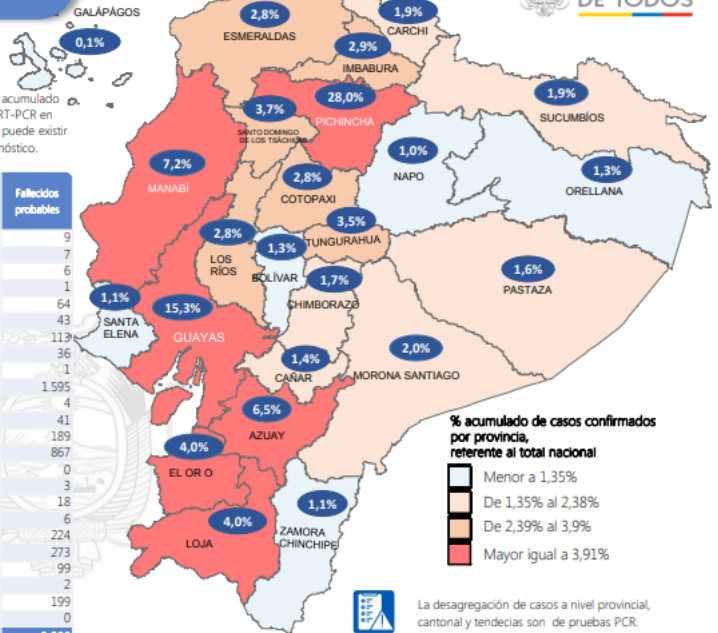 DE TODOS
GALÁPAGOS
0,1%
acumulado
RT-PCR en
puede existir
nóstico.
2,8%
ESMERALDAS
1,9%
CARCHI
2,9%
IMBABURA
3,7%
SANTO DOMINGO
DE LOS TSÁCHILAS
28,0%
PICHINCHA
1,9%
SUCUMBÍOS
7,2%
MANABÍ
2,8%
COTOPAXI
1,0%
NAPO
1,3%
ORELLANA
3,5%
TUNGURAHUA
2,8%
LOS
RÍOS
1,3%
BOLÍVAR
1,7%
CHIMBORAZO
1,6%
PASTAZA
1,1%
SANTA
ELENA
15,3%
GUAYAS
1,4%
CAÑAR
2,0%
MORONA SANTIAGO
6,5%
AZUAY
4,0%
EL OR O
4,0%
LOJA
1,1%
ZAMORA
CHINCHIPE
Fallecidos
probables
9
7
6
1
64
43
113
36
1
1.595
4
41
189
867
0
3
18
6
224
273
99
2
199
0
% acumulado de casos confirmados
por provincia,
referente al total nacional
Menor a 1,35%
De 1,35% al 2,38%
De 2,39% al 3,9%
Mayor igual a 3,91%
La desagregación de casos a nivel provincial,
cantonal y tendecias son de pruebas PCR.